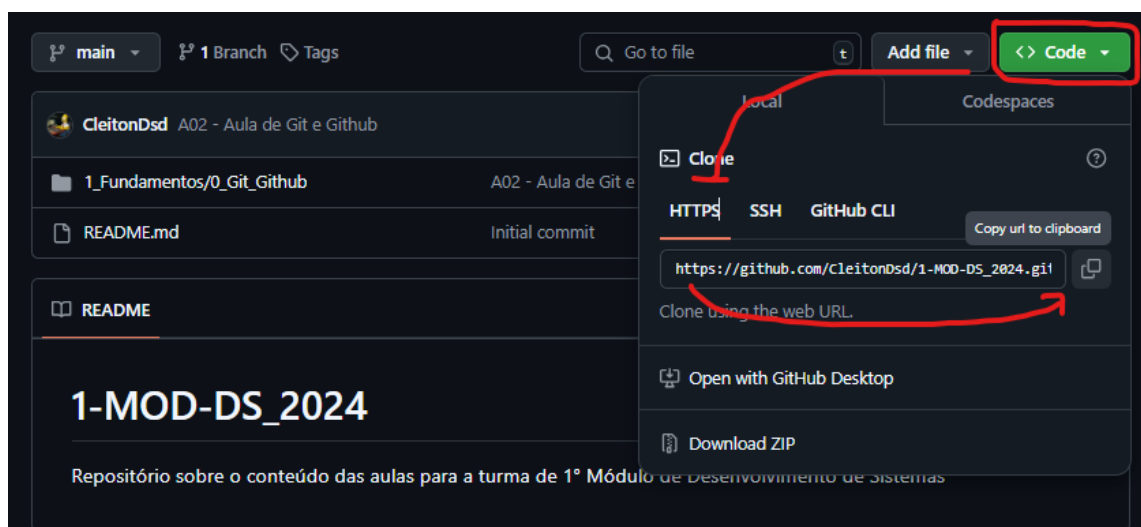 main
1 Branch
Tags
Go to file
t
Add file
Code
CleitonDsd A02 - Aula de Git e Github
1_Fundamentos/0_Git_Github
A02 - Aula de Git e
README.md
Initial commit
README
1-MOD-DS_2024
Repositório sobre o conteúdo das aulas para a turma de 1° Módulo de Desenvolvimento de Sistemas
Local
Codespaces
Clone
?
HTTPS
SSH
GitHub CLI
Copy url to clipboard
https://github.com/CleitonDsd/1-MOD-DS_2024.git
Clone using the web URL.
Open with GitHub Desktop
Download ZIP